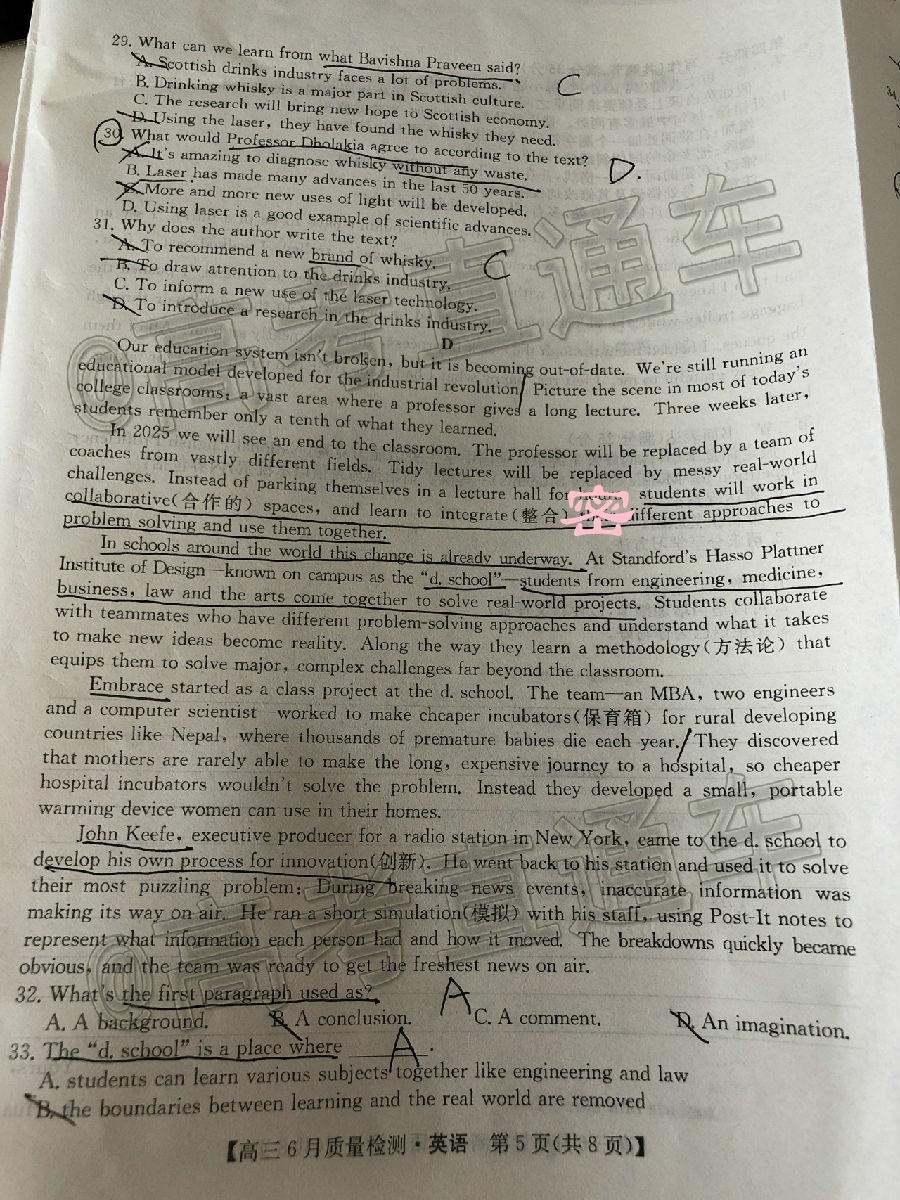 29. What can we learn from what Bavishna Praveen said?
A. Scottish drinks industry faces a lot of problems.
B. Drinking whisky is a major part in Scottish culture.
C
C. The research will bring new hope to Scottish economy.
D. Using the laser, they have found the whisky they need.
30. What would Professor Dholakia agree to according to the text?
A. It's amazing to diagnose whisky without any waste.
D.
B. Laser has made many advances in the last 50 years.
C. More and more new uses of light will be developed.
D. Using laser is a good example of scientific advances.
31. Why does the author write the text?
A. To recommend a new brand of whisky.
C
B. To draw attention to the drinks industry.
C. To inform a new use of the laser technology.
D. To introduce a research in the drinks industry.
D
Our education system isn't broken, but it is becoming out-of-date. We're still running an
educational model developed for the industrial revolution. Picture the scene in most of today's
college classrooms: a vast area where a professor gives a long lecture. Three weeks later,
students remember only a tenth of what they learned.
In 2025 we will see an end to the classroom. The professor will be replaced by a team of
coaches from vastly different fields. Tidy lectures will be replaced by messy real-world
challenges. Instead of parking themselves in a lecture hall for students will work in
collaborative(合作的) spaces, and learn to integrate(整合) 密 different approaches to
problem solving and use them together.
In schools around the world this change is already underway. At Standford's Hasso Plattner
Institute of Design—known on campus as the "d. school"—students from engineering, medicine,
business, law and the arts come together to solve real-world projects. Students collaborate
with teammates who have different problem-solving approaches and understand what it takes
to make new ideas become reality. Along the way they learn a methodology(方法论) that
equips them to solve major, complex challenges far beyond the classroom.
Embrace started as a class project at the d. school. The team—an MBA, two engineers
and a computer scientist—worked to make cheaper incubators(保育箱) for rural developing
countries like Nepal, where thousands of premature babies die each year. They discovered
that mothers are rarely able to make the long, expensive journey to a hospital, so cheaper
hospital incubators wouldn't solve the problem. Instead they developed a small, portable
warming device women can use in their homes.
John Keefe, executive producer for a radio station in New York, came to the d. school to
develop his own process for innovation(创新). He went back to his station and used it to solve
their most puzzling problem: During breaking news events, inaccurate information was
making its way on air. He ran a short simulation(模拟) with his staff, using Post-It notes to
represent what information each person had and how it moved. The breakdowns quickly became
obvious, and the team was ready to get the freshest news on air.
32. What's the first paragraph used as?
A
A. A background. B. A conclusion. C. A comment. D. An imagination.
33. The "d. school" is a place where ______.
A
A. students can learn various subjects together like engineering and law
B. the boundaries between learning and the real world are removed
【高三6月质量检测·英语 第5页(共8页)】
@高考直通车
@高考直通车